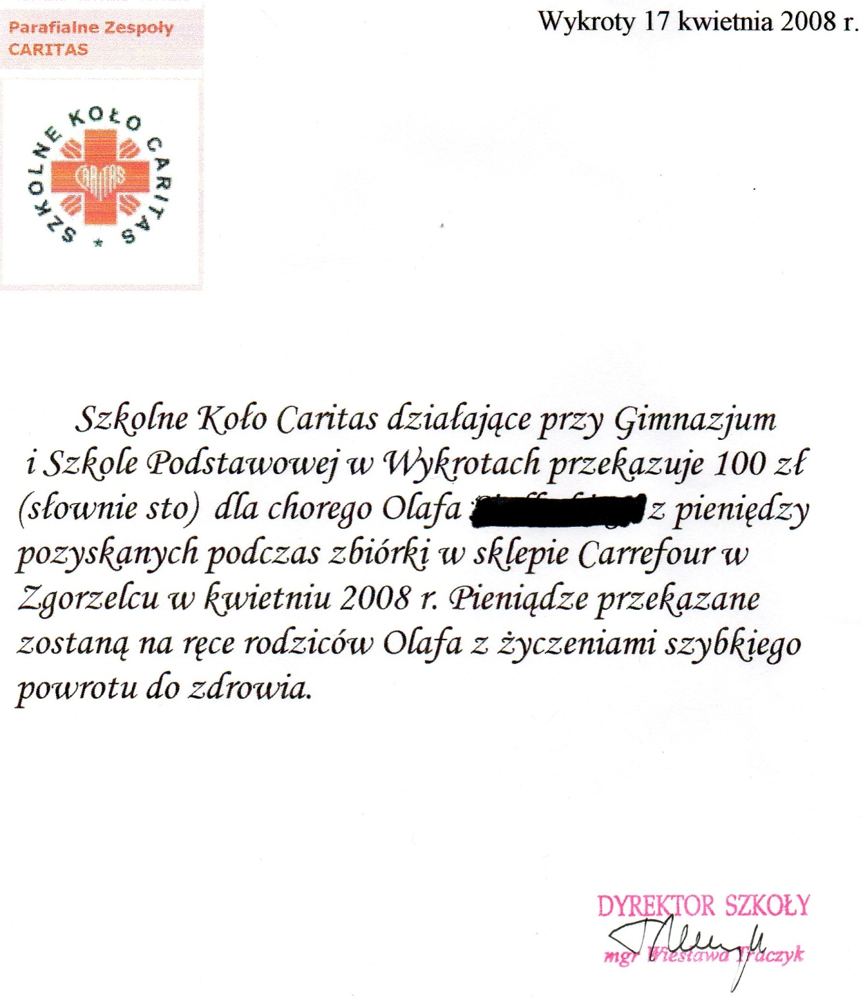 Parafialne Zespoły
CARITAS
Wykroty 17 kwietnia 2008 r.
SZKOLNE KOŁO CARITAS *
CARITAS
Szkolne Koło Caritas działające przy Gimnazjum
i Szkole Podstawowej w Wykrotach przekazuje 100 zł
(słownie sto) dla chorego Olafa z pieniędzy
pozyskanych podczas zbiórki w sklepie Carrefour w
Zgorzelcu w kwietniu 2008 r. Pieniądze przekazane
zostaną na ręce rodziców Olafa z życzeniami szybkiego
powrotu do zdrowia.
DYREKTOR SZKOŁY
mgr Wiesława Traczyk